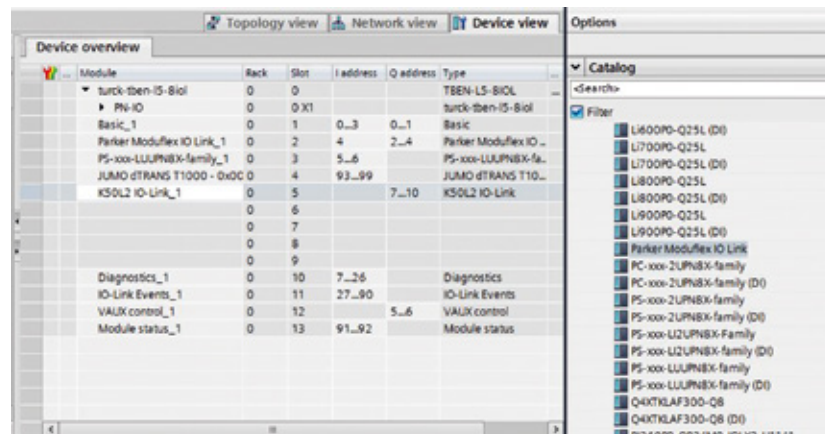 Topology view Network view Device view Options
Device overview
... Module Rack Slot I address Q address Type ...
Catalog
turck-tben-l5-8iol 0 0 TBEN-L5-8IOL
<Search>
PN-IO 0 0 X1 turck-tben-l5-8iol
Filter
Basic_1 0 1 0...3 0...1 Basic
Parker Moduflex IO Link_1 0 2 4 2...4 Parker Moduflex IO ...
PS-xxx-LUUPN8X-family_1 0 3 5...6 PS-xxx-LUUPN8X-fa...
JUMO dTRANS T1000 - 0x0C 0 4 93...99 JUMO dTRANS T10...
K50L2 IO-Link_1 0 5 7...10 K50L2 IO-Link
0 6
0 7
0 8
0 9
Diagnostics_1 0 10 7...26 Diagnostics
IO-Link Events_1 0 11 27...90 IO-Link Events
VAUX control_1 0 12 5...6 VAUX control
Module status_1 0 13 91...92 Module status
Li600P0-Q25L (DI)
Li700P0-Q25L
Li700P0-Q25L (DI)
Li800P0-Q25L
Li800P0-Q25L (DI)
Li900P0-Q25L
Li900P0-Q25L (DI)
Parker Moduflex IO Link
PC-xxx-2UPN8X-family
PC-xxx-2UPN8X-family (DI)
PS-xxx-2UPN8X-family
PS-xxx-2UPN8X-family (DI)
PS-xxx-LI2UPN8X-Family
PS-xxx-LI2UPN8X-family (DI)
PS-xxx-LUUPN8X-family
PS-xxx-LUUPN8X-family (DI)
Q4XTKLAF300-Q8
Q4XTKLAF300-Q8 (DI)